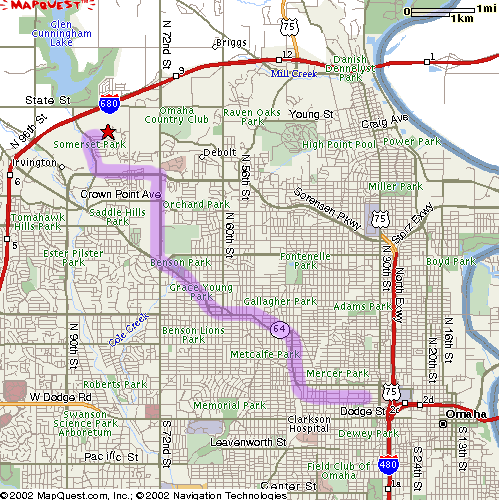 MAPQUEST™
0 1mi
1km
Glen
Cunningham
Lake
N 72nd St
Briggs
75
12
1
Mill Creek
Danish
Dennelyst
Park
9
State St
680
Omaha
Country Club
Raven Oaks Park
Young St
Craig Ave
N 96th St
Somerset Park
High Point Pool
Power Park
Irvington
Debolt
N 56th St
6
Crown Point Ave
Miller Park
Orchard Park
Sorensen Pkwy
Saddle Hills
Park
Tomahawk
Hills Park
N 60th St
75
Storz Expy
5
Ester Pilster
Park
Benson Park
Fontenelle
Park
N 30th St
North Exwy
Boyd Park
Grace Young
Park
Gallagher Park
Adams Park
Cole Creek
64
N 16th St
N 90th St
Benson Lions
Park
Metcalfe Park
N 20th St
Roberts Park
Mercer Park
75
W Dodge Rd
Memorial Park
2c
2d
Dodge St
Omaha
Swanson
Science Park
Arboretum
S 72nd St
Clarkson
Hospital
Dewey Park
Leavenworth St
S 24th St
S 13th St
Pacific St
Field Club Of
Omaha
480
Center St
1a
©2002 MapQuest.com, Inc.; ©2002 Navigation Technologies